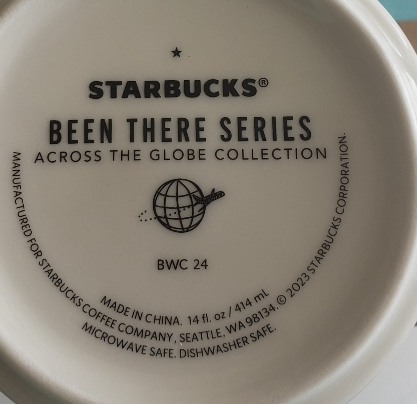 STARBUCKS®
BEEN THERE SERIES
ACROSS THE GLOBE COLLECTION
BWC 24
MADE IN CHINA. 14 fl. oz / 414 mL
MANUFACTURED FOR STARBUCKS COFFEE COMPANY, SEATTLE, WA 98134. © 2023 STARBUCKS CORPORATION.
MICROWAVE SAFE. DISHWASHER SAFE.